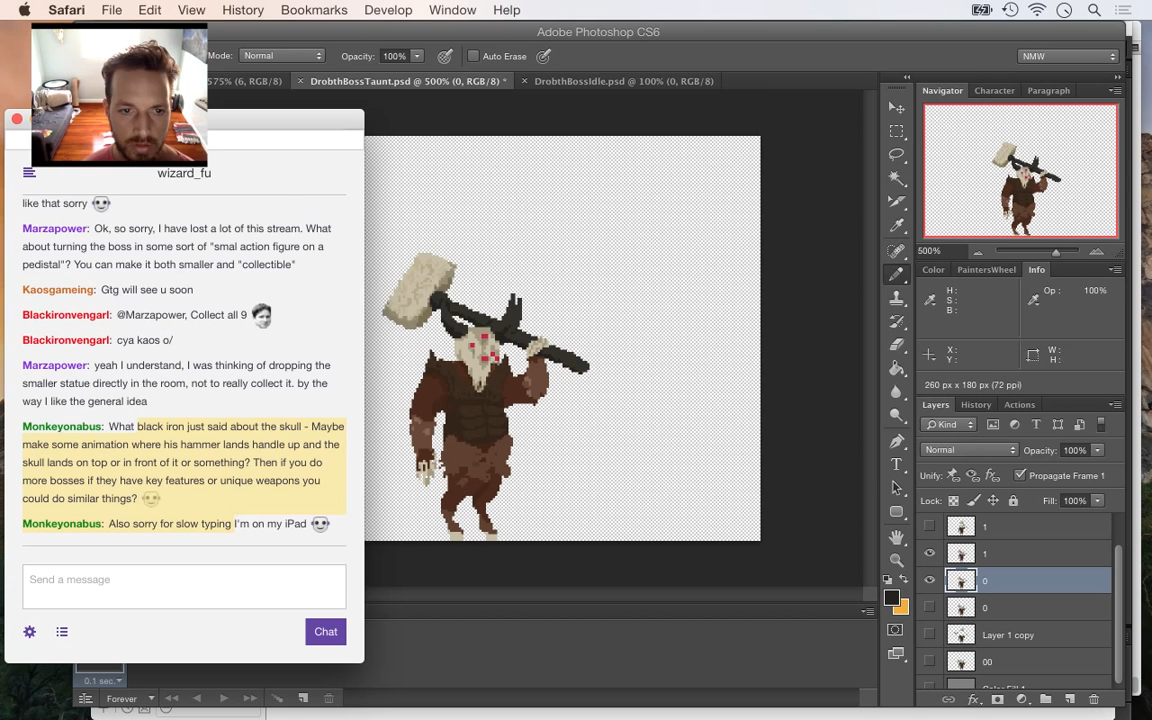 Safari File Edit View History Bookmarks Develop Window Help
Adobe Photoshop CS6
Mode: Normal Opacity: 100% Auto Erase NMW
575% (6, RGB/8) × DrobthBossTaunt.psd @ 500% (0, RGB/8) * × DrobthBossIdle.psd @ 100% (0, RGB/8)
wizard_fu
like that sorry
Marzapower: Ok, so sorry, I have lost a lot of this stream. What
about turning the boss in some sort of "smal action figure on a
pedistal"? You can make it both smaller and "collectible"
Kaosgameing: Gtg will see u soon
Blackironvengarl: @Marzapower, Collect all 9
Blackironvengarl: cya kaos o/
Marzapower: yeah I understand, I was thinking of dropping the
smaller statue directly in the room, not to really collect it. by the
way I like the general idea
Monkeyonabus: What black iron just said about the skull - Maybe
make some animation where his hammer lands handle up and the
skull lands on top or in front of it or something? Then if you do
more bosses if they have key features or unique weapons you
could do similar things?
Monkeyonabus: Also sorry for slow typing I'm on my iPad
Send a message
Chat
0.1 sec.
Forever
Navigator Character Paragraph
500%
Color PaintersWheel Info
H:
S:
B:
Op: 100%
X:
Y:
W:
H:
260 px x 180 px (72 ppi)
Layers History Actions
Kind
Normal Opacity: 100%
Unify: Propagate Frame 1
Lock: Fill: 100%
1
1
0
0
Layer 1 copy
00